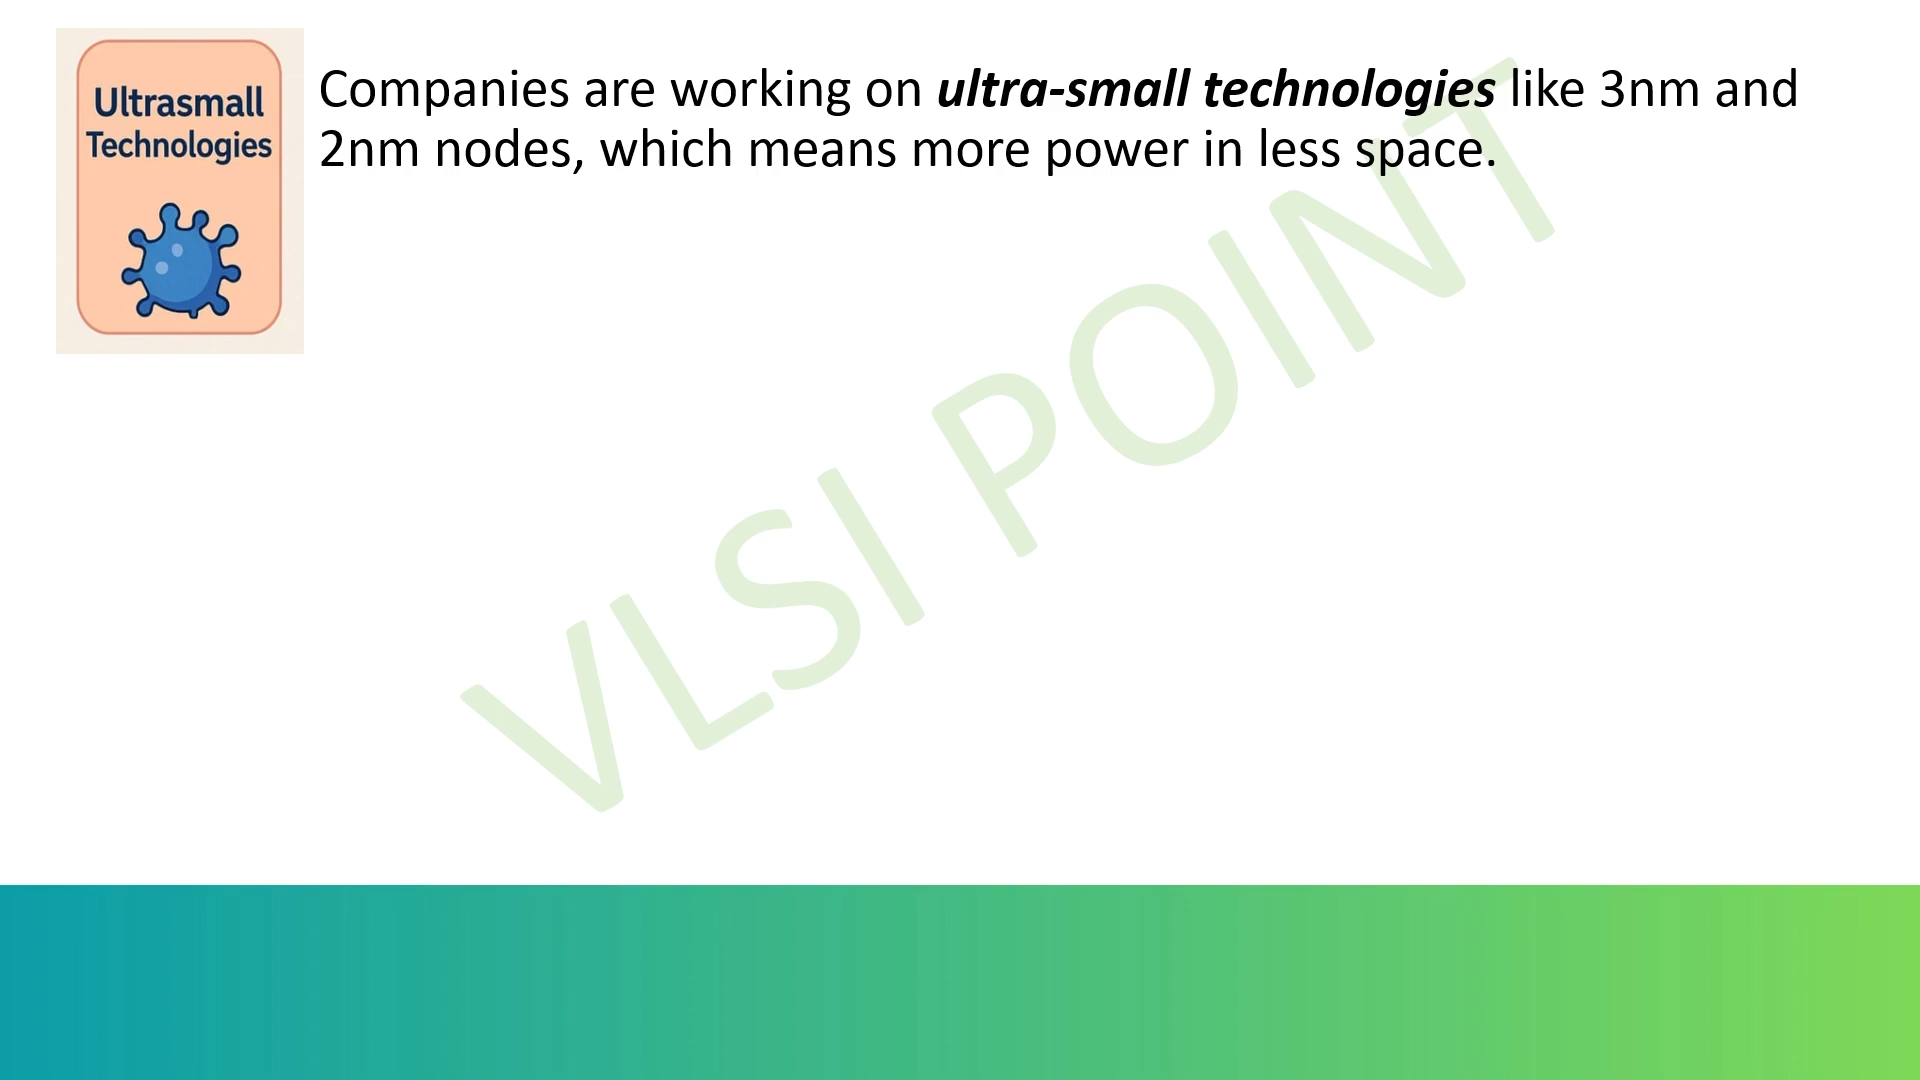 Ultrasmall
Technologies
Companies are working on ultra-small technologies like 3nm and
2nm nodes, which means more power in less space.
VLSI POINT